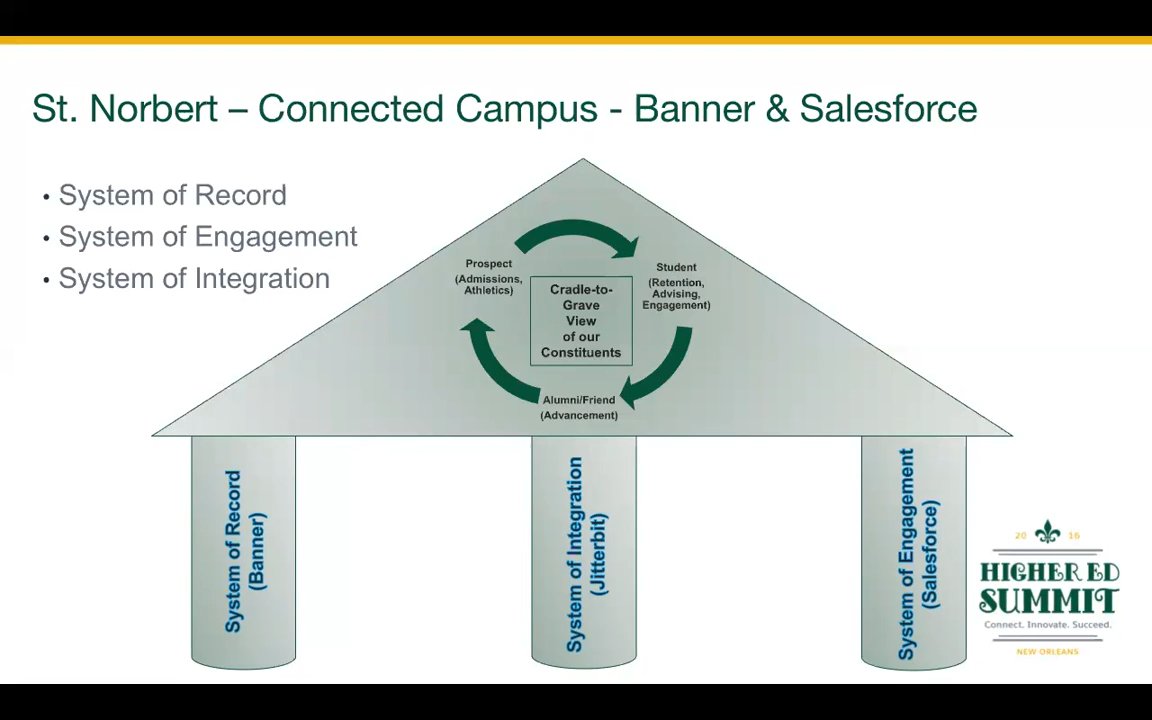 St. Norbert – Connected Campus - Banner & Salesforce
• System of Record
• System of Engagement
• System of Integration
Prospect
(Admissions,
Athletics)
Student
(Retention,
Advising,
Engagement)
Cradle-to-
Grave
View
of our
Constituents
Alumni/Friend
(Advancement)
System of Record
(Banner)
System of Integration
(Jitterbit)
System of Engagement
(Salesforce)
20 16
HIGHER ED
SUMMIT
Connect. Innovate. Succeed.
NEW ORLEANS